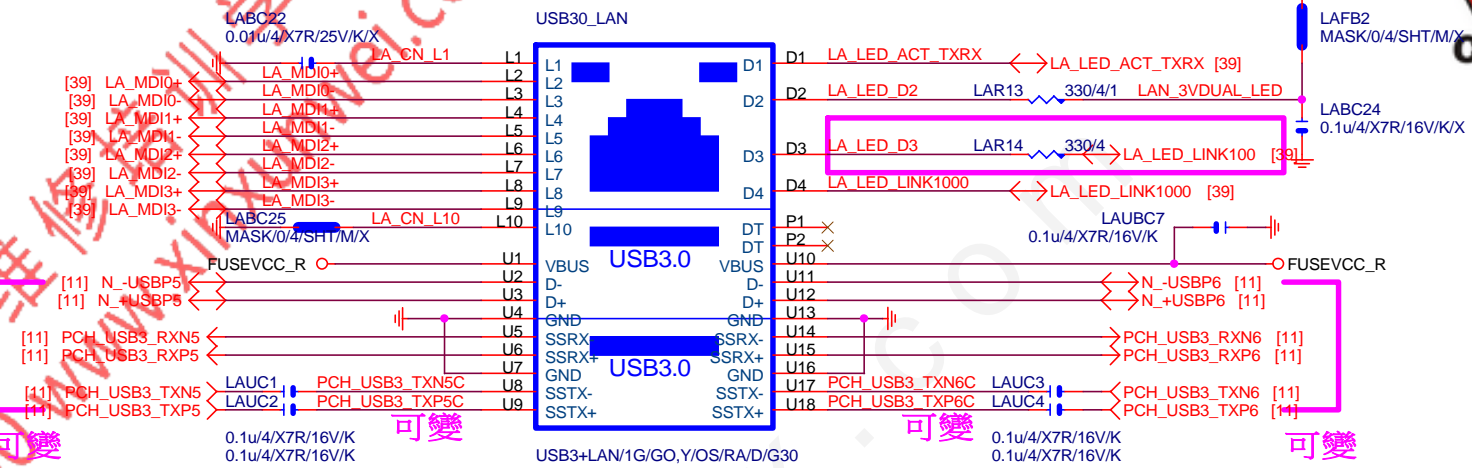 LABC22
0.01u/4/X7R/25V/K/X
USB30_LAN
LAFB2
MASK/0/4/SHT/M/X
LA_CN_L1 L1 L1
[39] LA_MDI0+ LA_MDI0+ L2 L2
[39] LA_MDI0- LA_MDI0- L3 L3
[39] LA_MDI1+ LA_MDI1+ L4 L4
[39] LA_MDI1- LA_MDI1- L5 L5
[39] LA_MDI2+ LA_MDI2+ L6 L6
[39] LA_MDI2- LA_MDI2- L7 L7
[39] LA_MDI3+ LA_MDI3+ L8 L8
[39] LA_MDI3- LA_MDI3- L9 L9
LABC25 LA_CN_L10 L10 L10
MASK/0/4/SHT/M/X
D1 D1 LA_LED_ACT_TXRX LA_LED_ACT_TXRX [39]
D2 D2 LA_LED_D2 LAR13 330/4/1 LAN_3VDUAL_LED
LABC24
0.1u/4/X7R/16V/K/X
D3 D3 LA_LED_D3 LAR14 330/4 LA_LED_LINK100 [39]
D4 D4 LA_LED_LINK1000 LA_LED_LINK1000 [39]
DT P1
DT P2
LAUBC7
0.1u/4/X7R/16V/K
FUSEVCC_R U1 VBUS USB3.0 VBUS U10 FUSEVCC_R
[11] N_-USBP5 U2 D- D- U11 N_-USBP6 [11]
[11] N_+USBP5 U3 D+ D+ U12 N_+USBP6 [11]
U4 GND GND U13
[11] PCH_USB3_RXN5 U5 SSRX- SSRX- U14 PCH_USB3_RXN6 [11]
[11] PCH_USB3_RXP5 U6 SSRX+ SSRX+ U15 PCH_USB3_RXP6 [11]
U7 GND USB3.0 GND U16
[11] PCH_USB3_TXN5 LAUC1 PCH_USB3_TXN5C U8 SSTX- SSTX- U17 PCH_USB3_TXN6C LAUC3 PCH_USB3_TXN6 [11]
[11] PCH_USB3_TXP5 LAUC2 PCH_USB3_TXP5C U9 SSTX+ SSTX+ U18 PCH_USB3_TXP6C LAUC4 PCH_USB3_TXP6 [11]
可變 可變 可變 可變
0.1u/4/X7R/16V/K 0.1u/4/X7R/16V/K
0.1u/4/X7R/16V/K 0.1u/4/X7R/16V/K
USB3+LAN/1G/GO,Y/OS/RA/D/G30
维修培训
www.xinxunwei.co